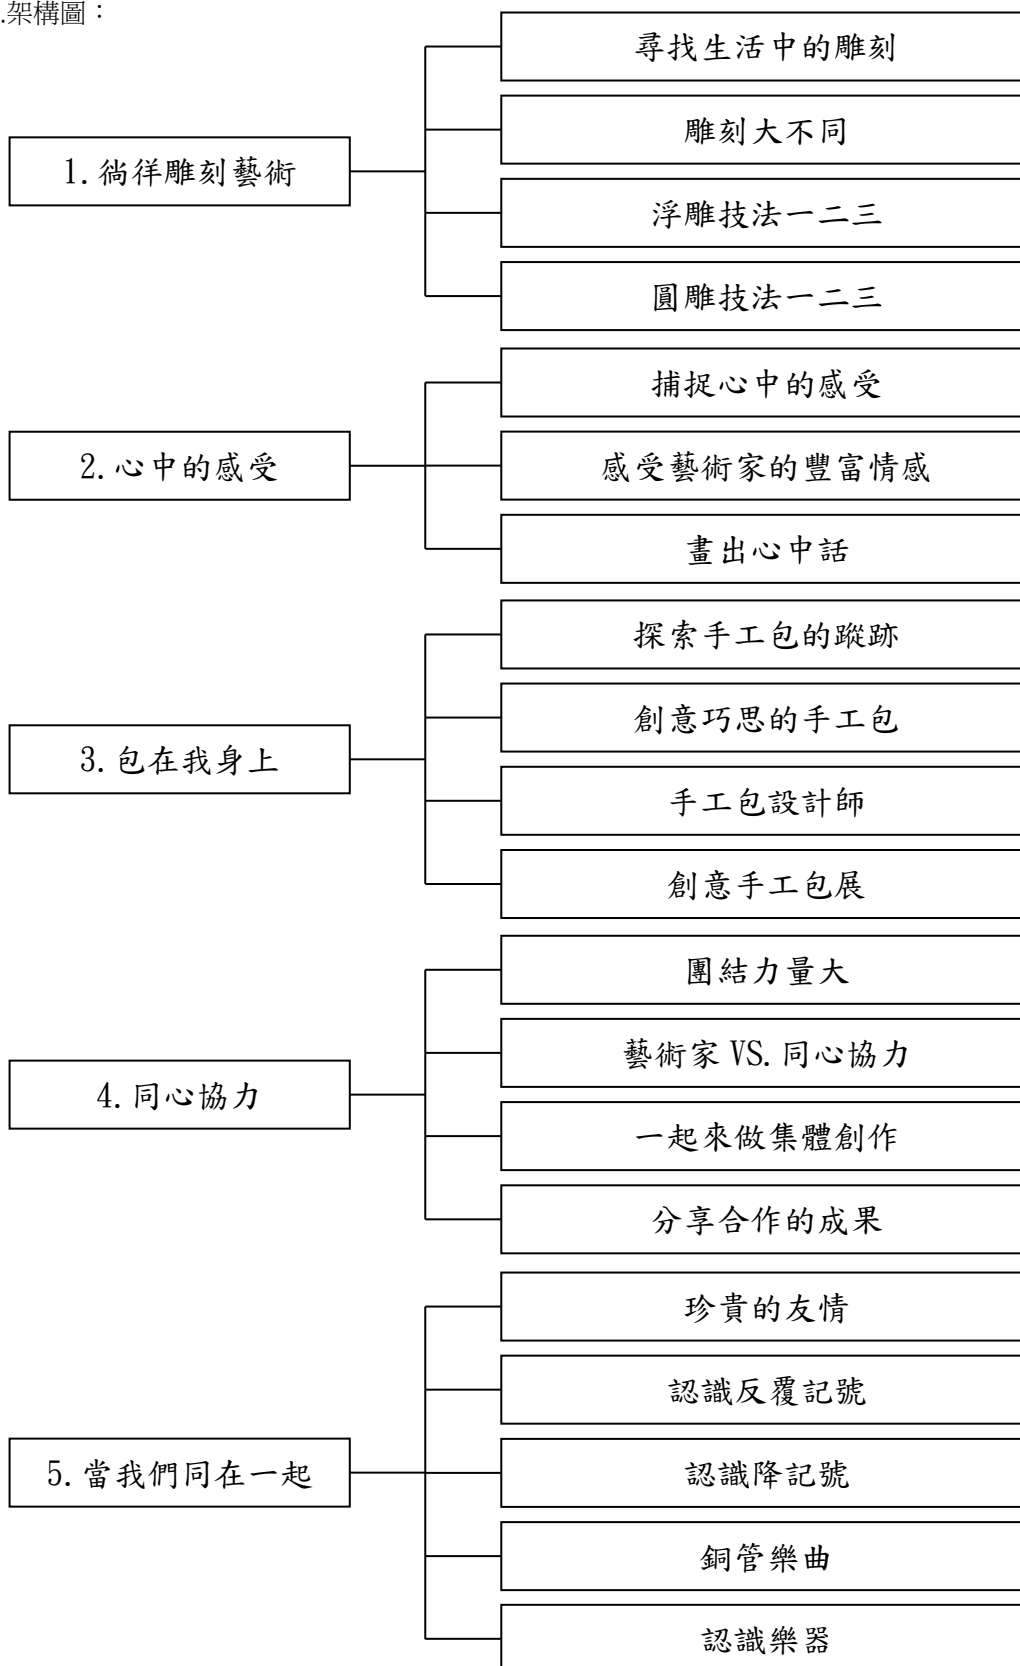 .架構圖：
1.徜徉雕刻藝術
尋找生活中的雕刻
雕刻大不同
浮雕技法一二三
圓雕技法一二三
2.心中的感受
捕捉心中的感受
感受藝術家的豐富情感
畫出心中話
3.包在我身上
探索手工包的蹤跡
創意巧思的手工包
手工包設計師
創意手工包展
4.同心協力
團結力量大
藝術家 VS.同心協力
一起來做集體創作
分享合作的成果
5.當我們同在一起
珍貴的友情
認識反覆記號
認識降記號
銅管樂曲
認識樂器